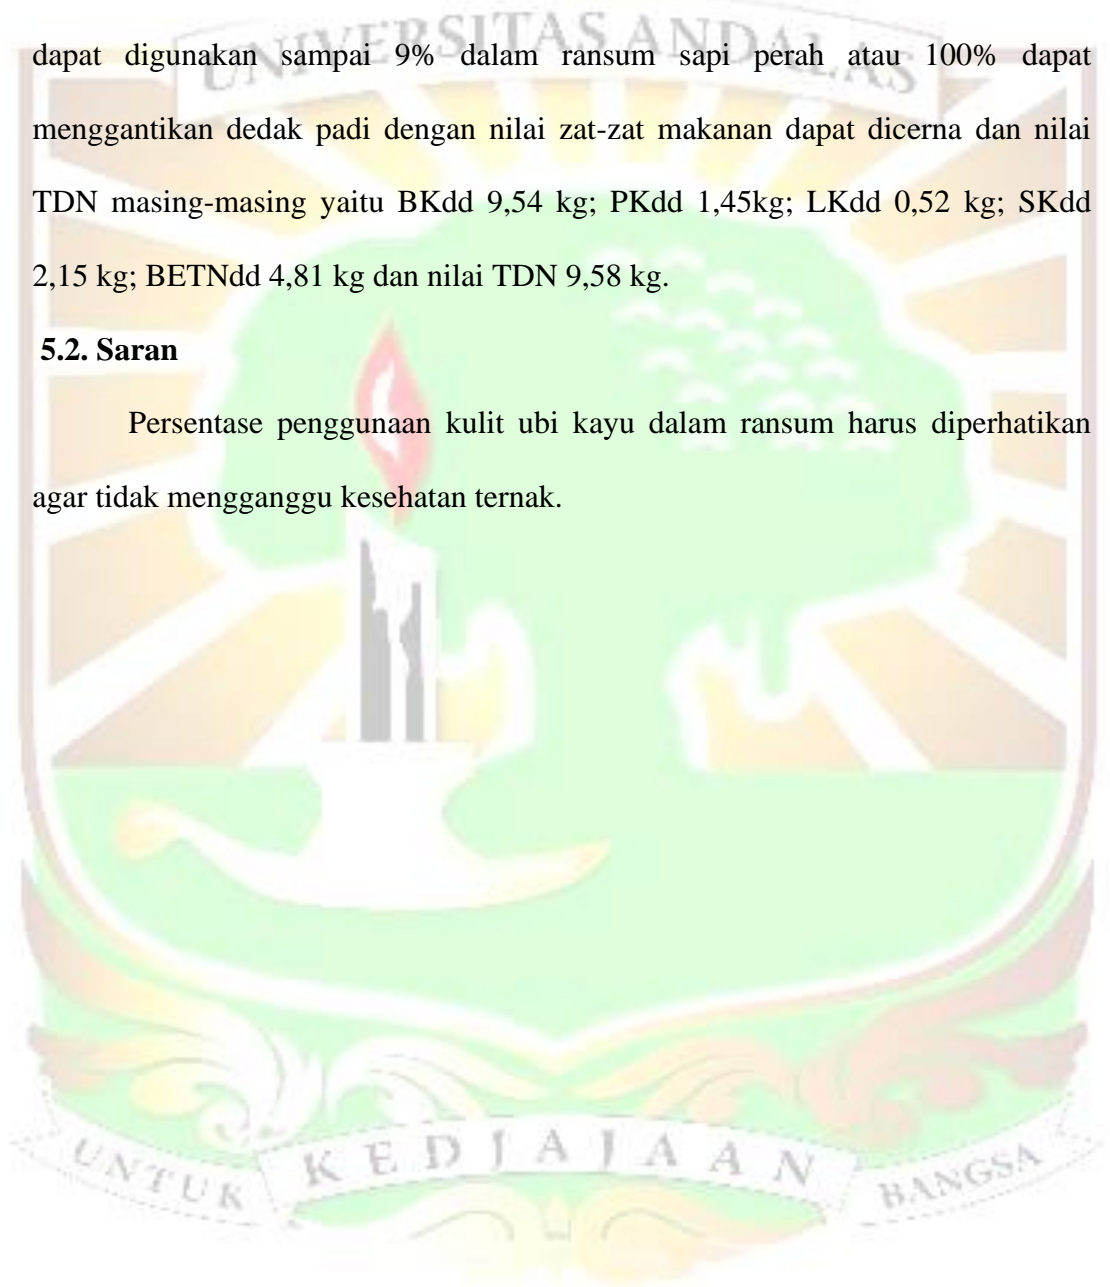 UNIVERSITAS ANDALAS
dapat digunakan sampai 9% dalam ransum sapi perah atau 100% dapat
menggantikan dedak padi dengan nilai zat-zat makanan dapat dicerna dan nilai
TDN masing-masing yaitu BKdd 9,54 kg; PKdd 1,45kg; LKdd 0,52 kg; SKdd
2,15 kg; BETNdd 4,81 kg dan nilai TDN 9,58 kg.
5.2. Saran
Persentase penggunaan kulit ubi kayu dalam ransum harus diperhatikan
agar tidak mengganggu kesehatan ternak.
UNTUK KEDJAJAAN BANGSA